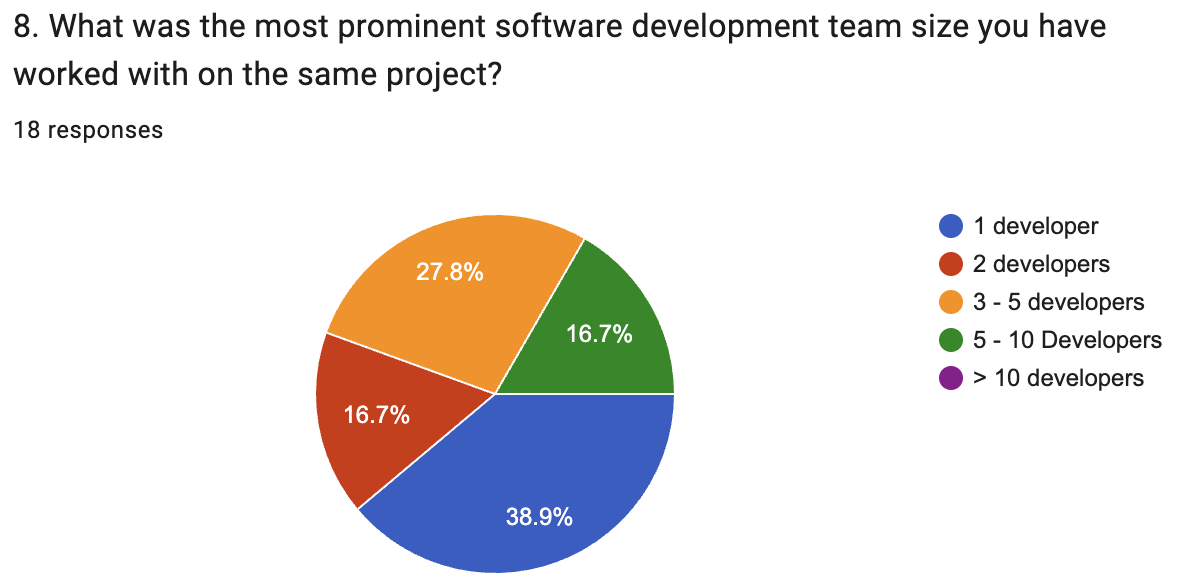 8. What was the most prominent software development team size you have
worked with on the same project?
18 responses
27.8%
16.7%
16.7%
38.9%
1 developer
2 developers
3 - 5 developers
5 - 10 Developers
> 10 developers